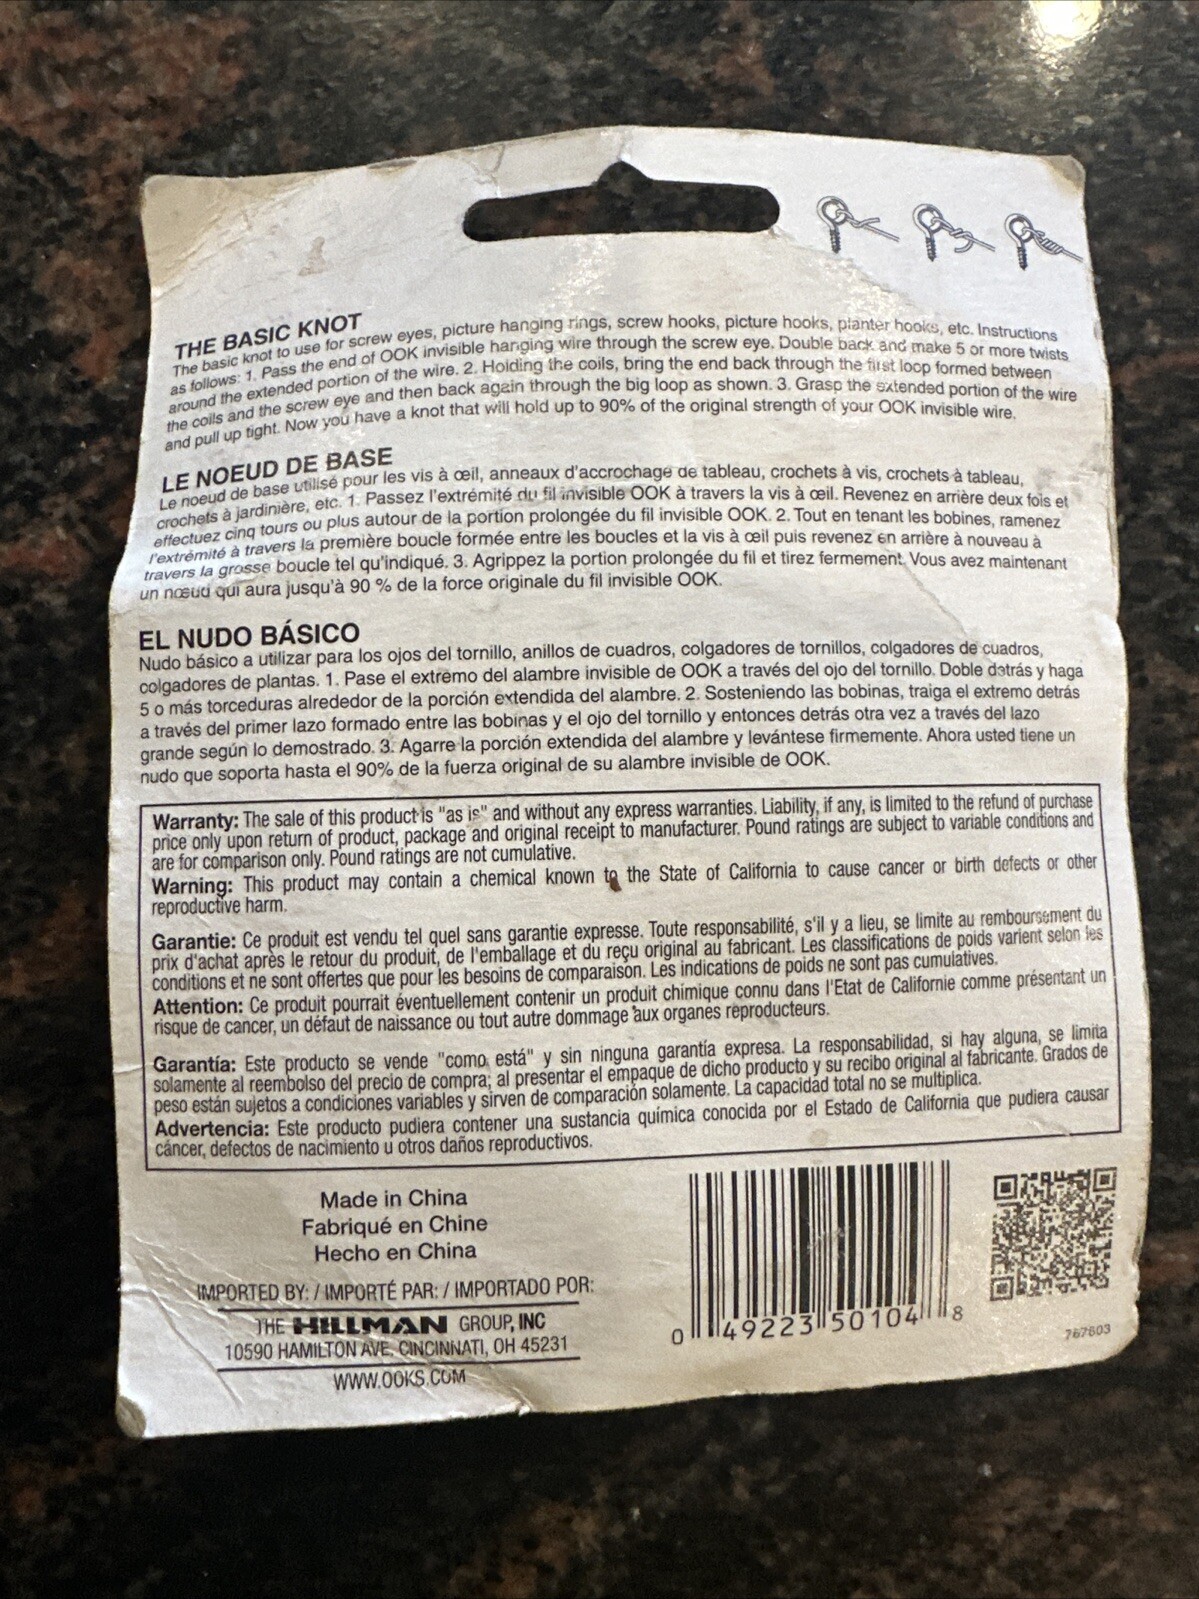 THE BASIC KNOT
The basic knot to use for screw eyes, picture hanging rings, screw hooks, picture hooks, planter hooks, etc. Instructions
as follows: 1. Pass the end of OOK invisible hanging wire through the screw eye. Double back and make 5 or more twists
around the extended portion of the wire. 2. Holding the coils, bring the end back through the first loop formed between
the coils and the screw eye and then back again through the big loop as shown. 3. Grasp the extended portion of the wire
and pull up tight. Now you have a knot that will hold up to 90% of the original strength of your OOK invisible wire.
LE NOEUD DE BASE
Le noeud de base utilisé pour les vis à œil, anneaux d'accrochage de tableau, crochets à vis, crochets à tableau,
crochets à jardinière, etc. 1. Passez l'extrémité du fil invisible OOK à travers la vis à œil. Revenez en arrière deux fois et
effectuez cinq tours ou plus autour de la portion prolongée du fil invisible OOK. 2. Tout en tenant les bobines, ramenez
l'extrémité à travers la première boucle formée entre les boucles et la vis à œil puis revenez en arrière à nouveau à
travers la grosse boucle tel qu'indiqué. 3. Agrippez la portion prolongée du fil et tirez fermement. Vous avez maintenant
un nœud qui aura jusqu'à 90 % de la force originale du fil invisible OOK.
EL NUDO BÁSICO
Nudo básico a utilizar para los ojos del tornillo, anillos de cuadros, colgadores de tornillos, colgadores de cuadros,
colgadores de plantas. 1. Pase el extremo del alambre invisible de OOK a través del ojo del tornillo. Doble detrás y haga
5 o más torceduras alrededor de la porción extendida del alambre. 2. Sosteniendo las bobinas, traiga el extremo detrás
a través del primer lazo formado entre las bobinas y el ojo del tornillo y entonces detrás otra vez a través del lazo
grande según lo demostrado. 3. Agarre la porción extendida del alambre y levántese firmemente. Ahora usted tiene un
nudo que soporta hasta el 90% de la fuerza original de su alambre invisible de OOK.
Warranty: The sale of this product is "as is" and without any express warranties. Liability, if any, is limited to the refund of purchase
price only upon return of product, package and original receipt to manufacturer. Pound ratings are subject to variable conditions and
are for comparison only. Pound ratings are not cumulative.
Warning: This product may contain a chemical known to the State of California to cause cancer or birth defects or other
reproductive harm.
Garantie: Ce produit est vendu tel quel sans garantie expresse. Toute responsabilité, s'il y a lieu, se limite au remboursement du
prix d'achat après le retour du produit, de l'emballage et du reçu original au fabricant. Les classifications de poids varient selon les
conditions et ne sont offertes que pour les besoins de comparaison. Les indications de poids ne sont pas cumulatives.
Attention: Ce produit pourrait éventuellement contenir un produit chimique connu dans l'Etat de Californie comme présentant un
risque de cancer, un défaut de naissance ou tout autre dommage aux organes reproducteurs.
Garantía: Este producto se vende "como está" y sin ninguna garantía expresa. La responsabilidad, si hay alguna, se limita
solamente al reembolso del precio de compra; al presentar el empaque de dicho producto y su recibo original al fabricante. Grados de
peso están sujetos a condiciones variables y sirven de comparación solamente. La capacidad total no se multiplica.
Advertencia: Este producto pudiera contener una sustancia química conocida por el Estado de California que pudiera causar
cáncer, defectos de nacimiento u otros daños reproductivos.
Made in China
Fabriqué en Chine
Hecho en China
IMPORTED BY: / IMPORTÉ PAR: / IMPORTADO POR:
THE HILLMAN GROUP, INC
10590 HAMILTON AVE, CINCINNATI, OH 45231
WWW.OOKS.COM
0 49223 50104 8
767603